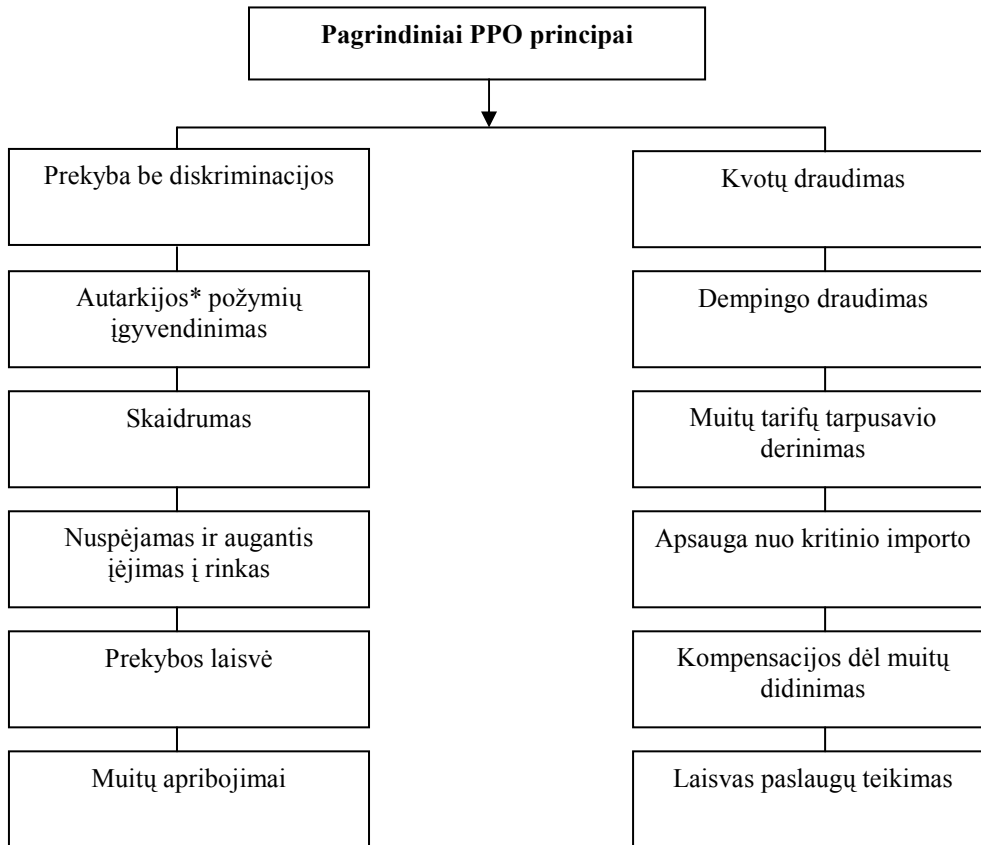 Pagrindiniai PPO principai
Prekyba be diskriminacijos
Autarkijos* požymių
įgyvendinimas
Skaidrumas
Nuspėjamas ir augantis
įėjimas į rinkas
Prekybos laisvė
Muitų apribojimai
Kvotų draudimas
Dempingo draudimas
Muitų tarifų tarpusavio
derinimas
Apsauga nuo kritinio importo
Kompensacijos dėl muitų
didinimas
Laisvas paslaugų teikimas